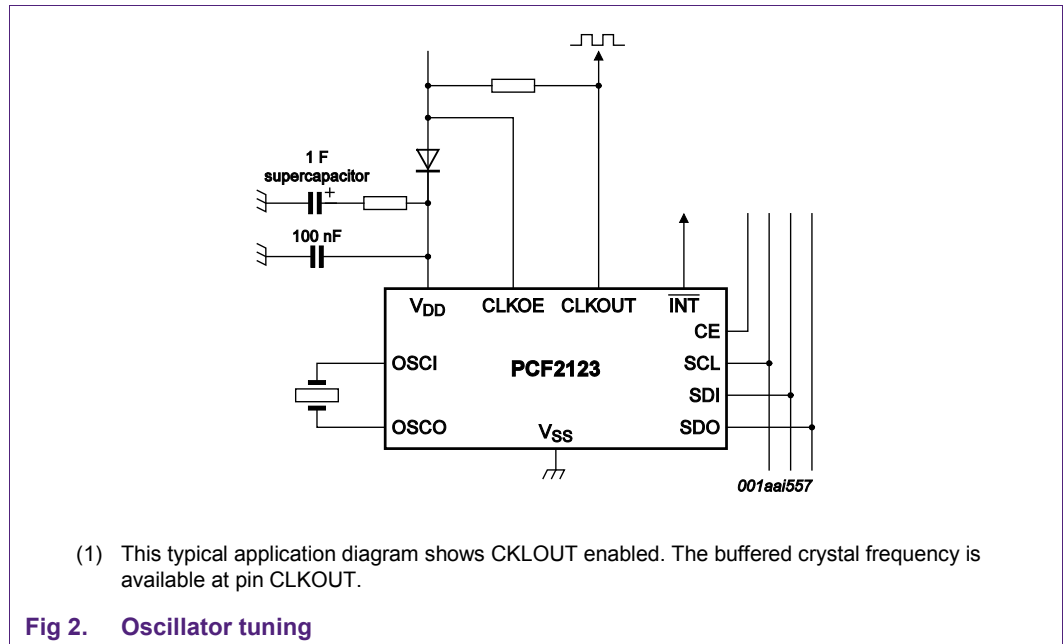 1 F
supercapacitor
+
100 nF
VDD CLKOE CLKOUT INT
CE
OSCI PCF2123 SCL
SDI
OSCO VSS SDO
001aai557
(1) This typical application diagram shows CKLOUT enabled. The buffered crystal frequency is
available at pin CLKOUT.
Fig 2. Oscillator tuning